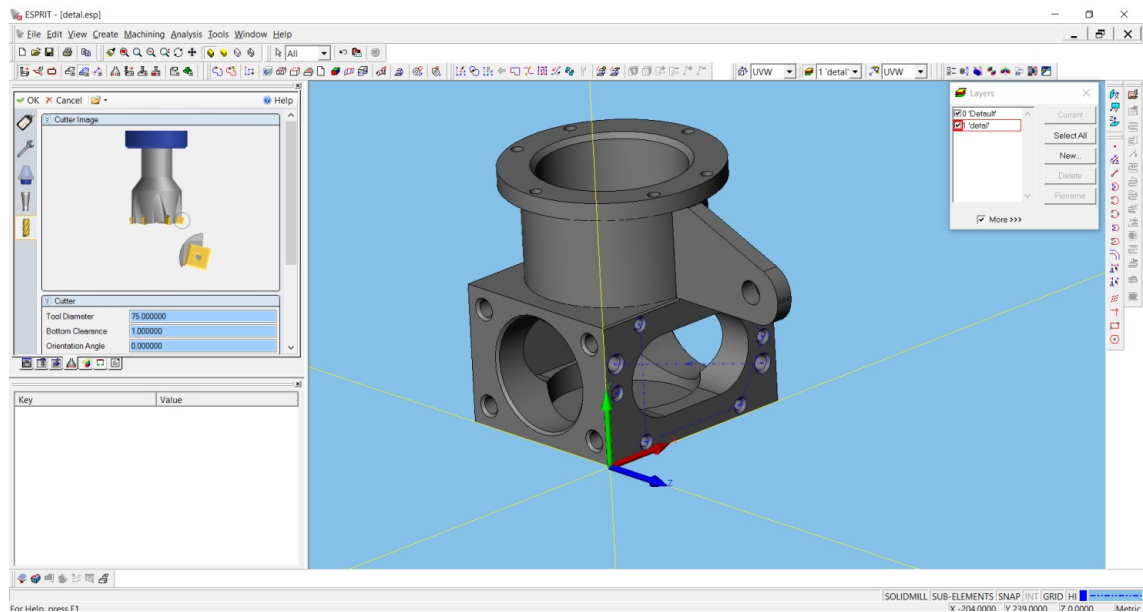 ESPRIT - [detal.esp]
File Edit View Create Machining Analysis Tools Window Help
All
UVW 1 'detal' UVW
OK Cancel Help
Cutter Image
Cutter
Tool Diameter 75.000000
Bottom Clearance 1.000000
Orientation Angle 0.000000
Key Value
Layers
0 'Default'
1 'detal'
Current
Select All
New...
Delete
Rename
More >>>
Z
SOLIDMILL SUB-ELEMENTS SNAP INT GRID HI
For Help, press F1
X -204.0000 Y 239.0000 Z 0.0000 Metric